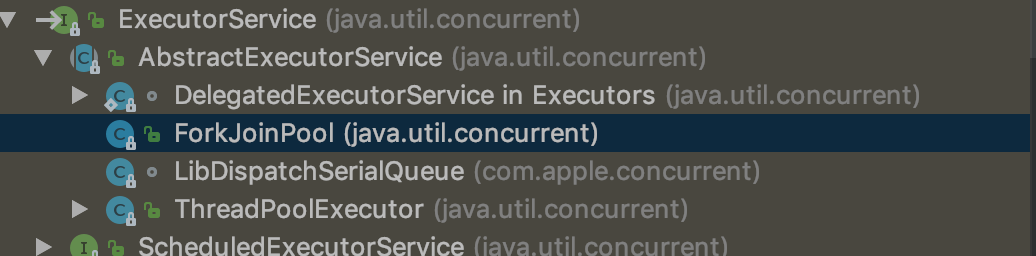 ExecutorService (java.util.concurrent)
AbstractExecutorService (java.util.concurrent)
DelegatedExecutorService in Executors (java.util.concurrent)
ForkJoinPool (java.util.concurrent)
LibDispatchSerialQueue (com.apple.concurrent)
ThreadPoolExecutor (java.util.concurrent)
ScheduledExecutorService (java.util.concurrent)